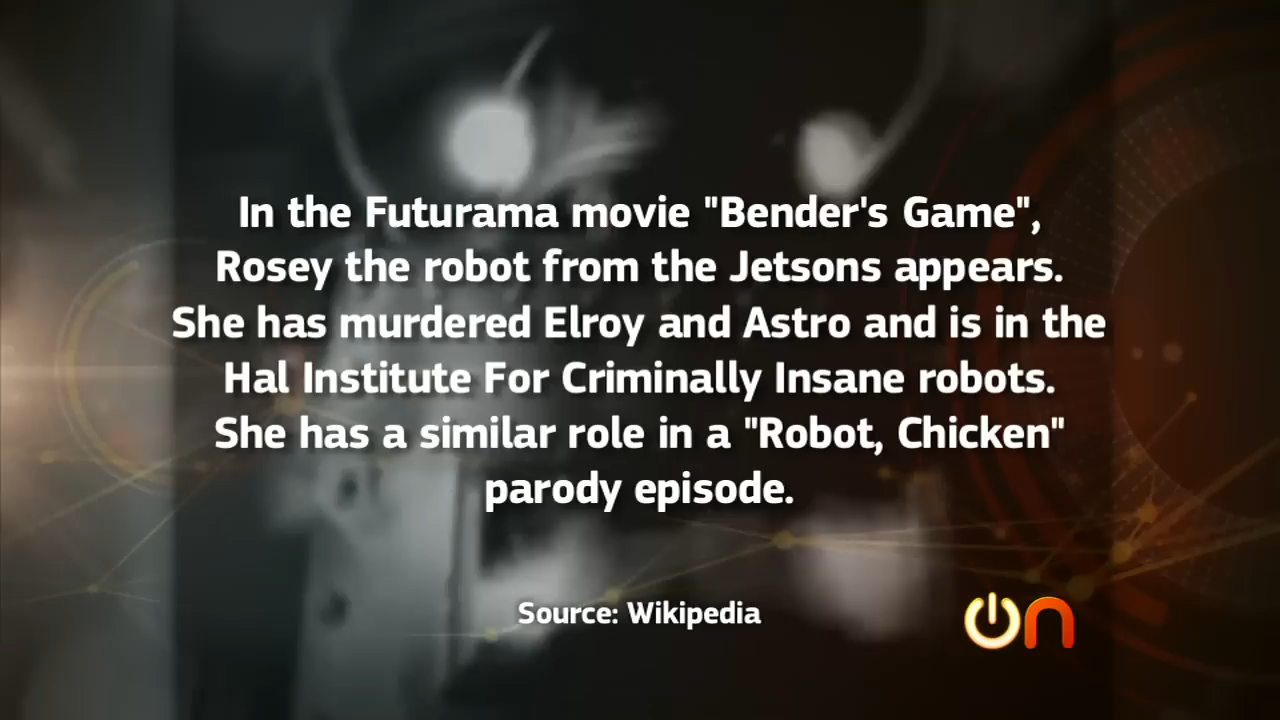 In the Futurama movie "Bender's Game",
Rosey the robot from the Jetsons appears.
She has murdered Elroy and Astro and is in the
Hal Institute For Criminally Insane robots.
She has a similar role in a "Robot, Chicken"
parody episode.
Source: Wikipedia
On